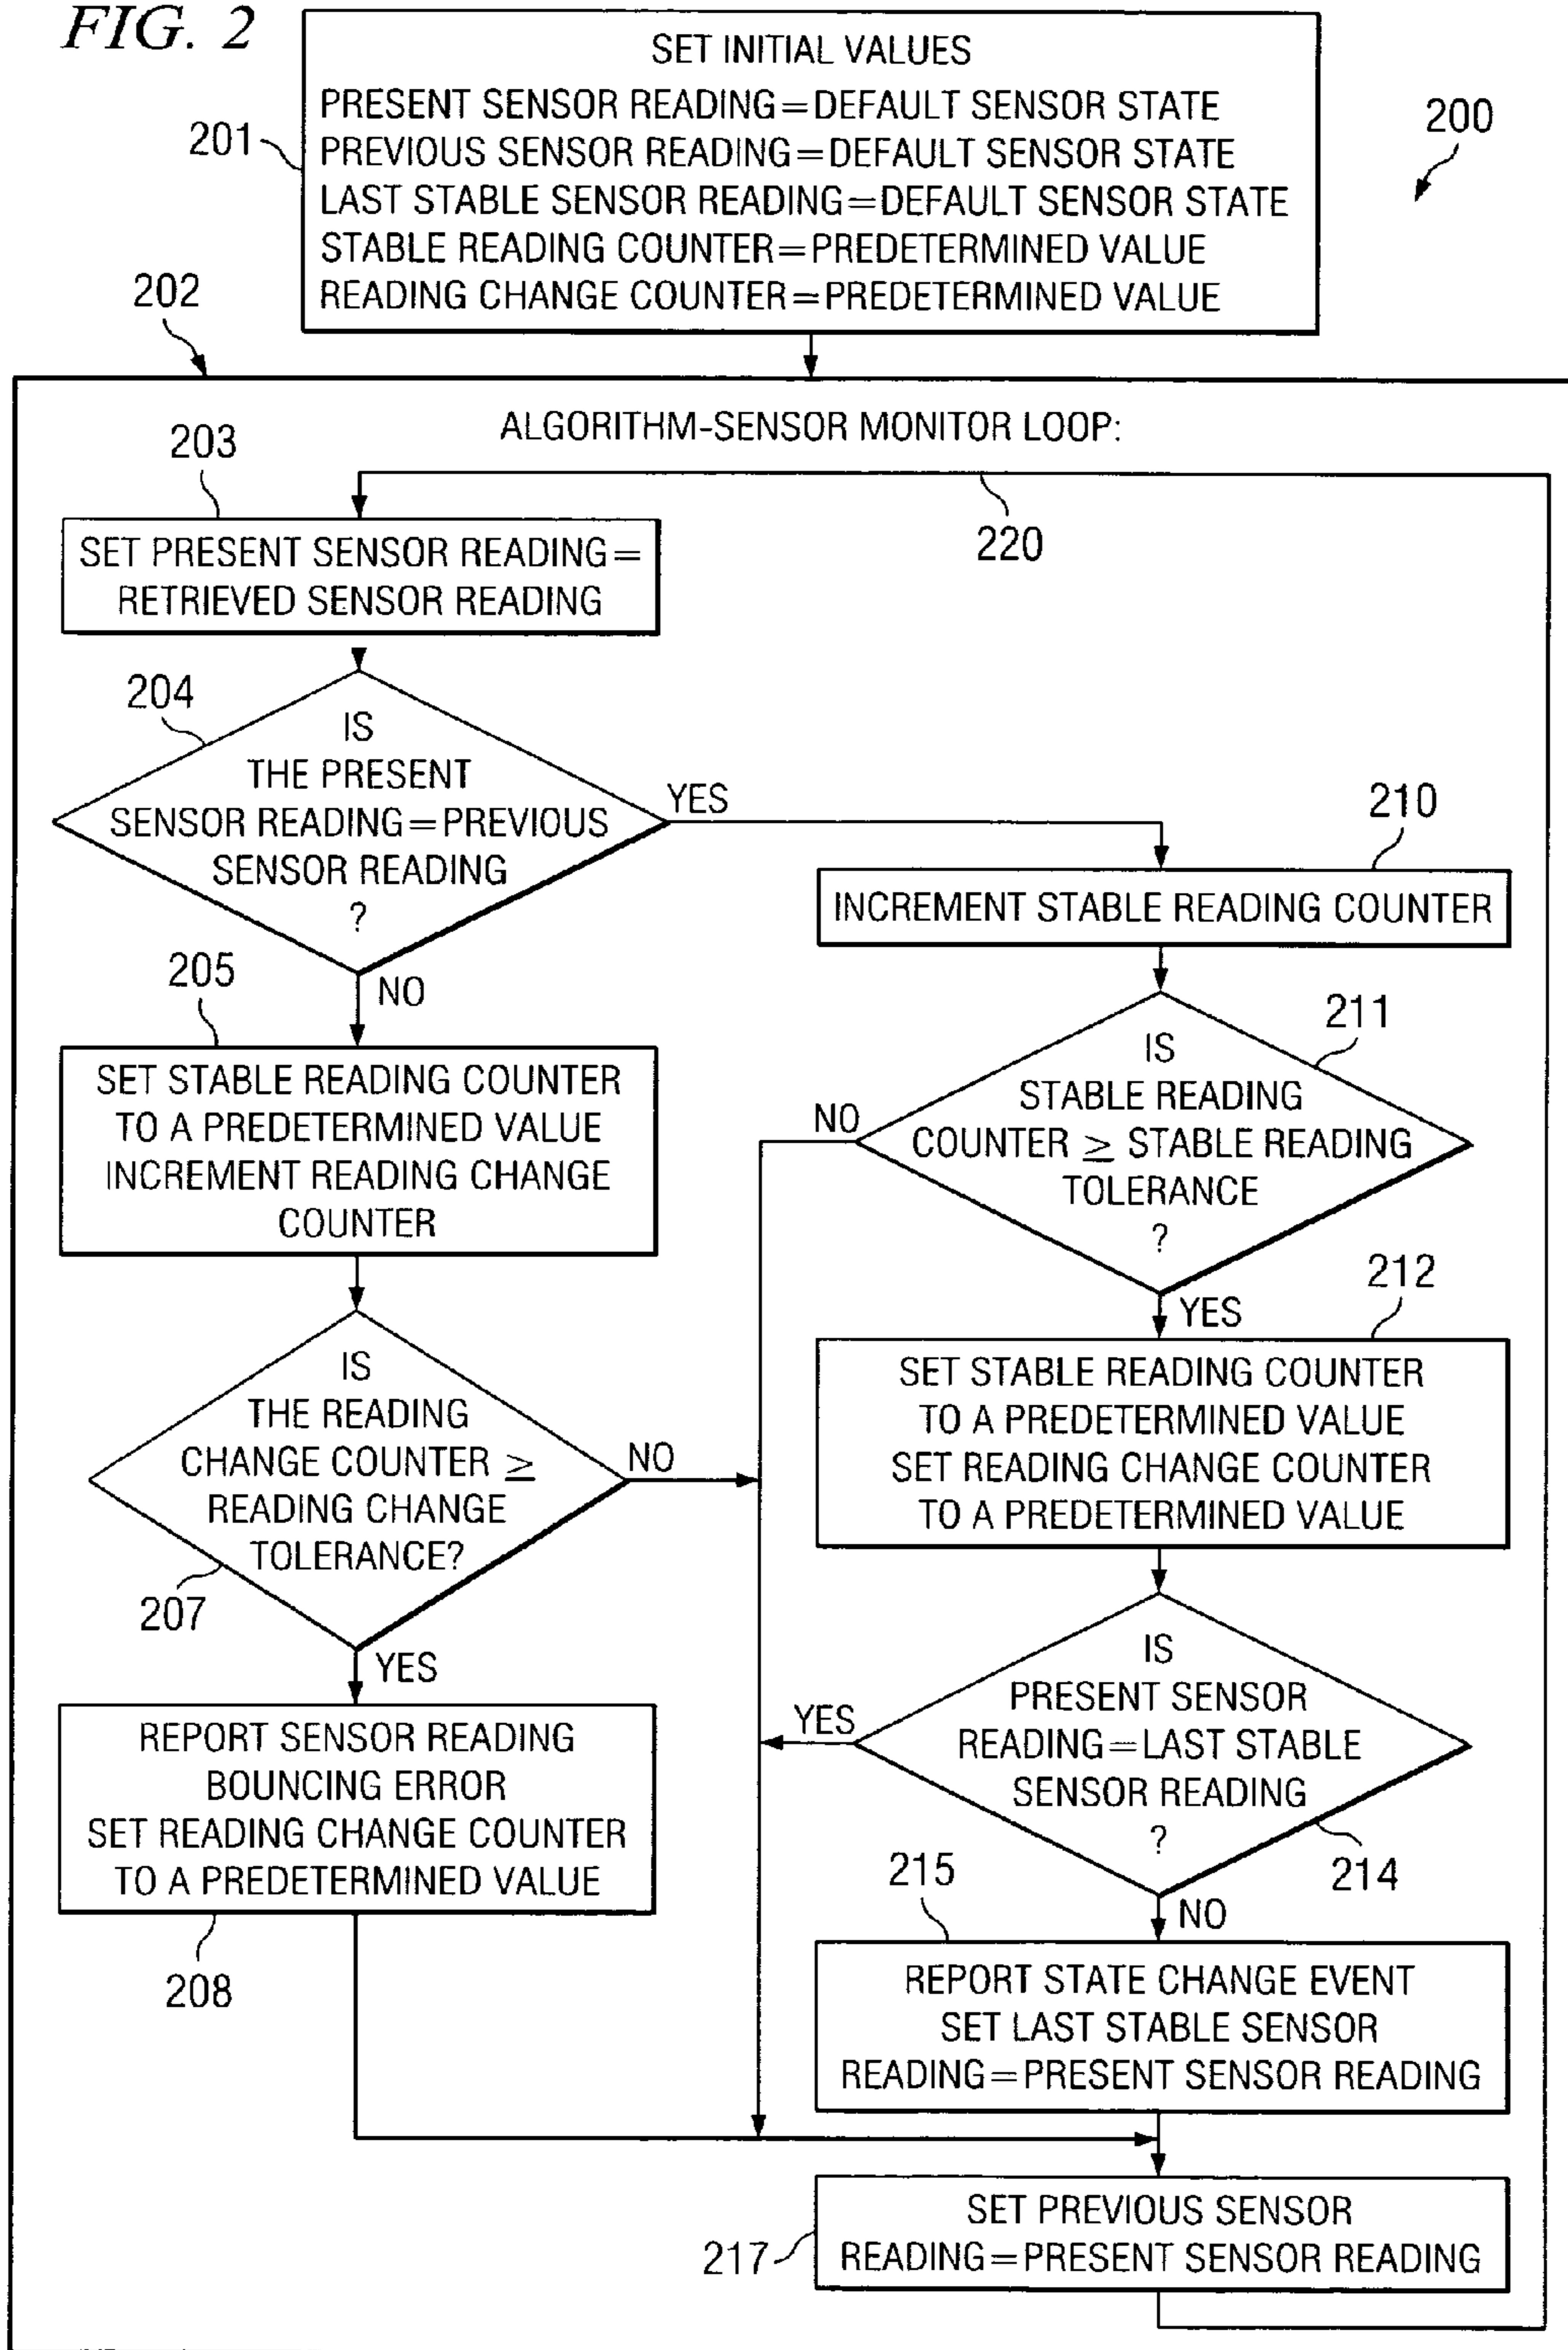 FIG. 2
SET INITIAL VALUES
PRESENT SENSOR READING=DEFAULT SENSOR STATE
PREVIOUS SENSOR READING=DEFAULT SENSOR STATE
LAST STABLE SENSOR READING=DEFAULT SENSOR STATE
STABLE READING COUNTER=PREDETERMINED VALUE
READING CHANGE COUNTER=PREDETERMINED VALUE
201
200
202
ALGORITHM-SENSOR MONITOR LOOP:
203
220
SET PRESENT SENSOR READING=
RETRIEVED SENSOR READING
204
IS
THE PRESENT
SENSOR READING=PREVIOUS
SENSOR READING
?
YES
NO
210
INCREMENT STABLE READING COUNTER
205
SET STABLE READING COUNTER
TO A PREDETERMINED VALUE
INCREMENT READING CHANGE
COUNTER
211
IS
STABLE READING
COUNTER ≥ STABLE READING
TOLERANCE
?
NO
YES
IS
THE READING
CHANGE COUNTER ≥
READING CHANGE
TOLERANCE?
NO
207
YES
212
SET STABLE READING COUNTER
TO A PREDETERMINED VALUE
SET READING CHANGE COUNTER
TO A PREDETERMINED VALUE
IS
PRESENT SENSOR
READING=LAST STABLE
SENSOR READING
?
YES
214
NO
REPORT SENSOR READING
BOUNCING ERROR
SET READING CHANGE COUNTER
TO A PREDETERMINED VALUE
208
215
REPORT STATE CHANGE EVENT
SET LAST STABLE SENSOR
READING=PRESENT SENSOR READING
217
SET PREVIOUS SENSOR
READING=PRESENT SENSOR READING